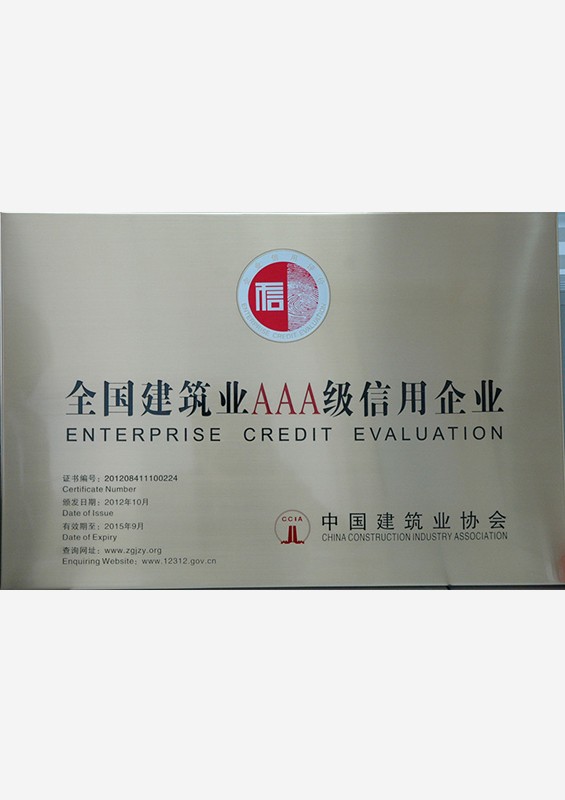 信
ENTERPRISE CREDIT EVALUATION
全国建筑业AAA级信用企业
ENTERPRISE CREDIT EVALUATION
证书编号：201208411100224
Certificate Number
颁发日期：2012年10月
Date of Issue
有效期至：2015年9月
Date of Expiry
查询网址：www.zgjzy.org
Enquiring Website：www.12312.gov.cn
CCIA
中国建筑业协会
CHINA CONSTRUCTION INDUSTRY ASSOCIATION